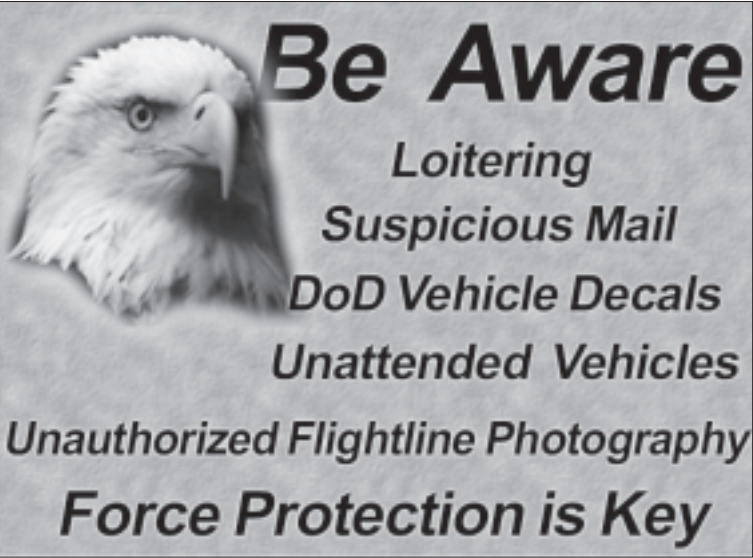 Be Aware
Loitering
Suspicious Mail
DoD Vehicle Decals
Unattended Vehicles
Unauthorized Flightline Photography
Force Protection is Key